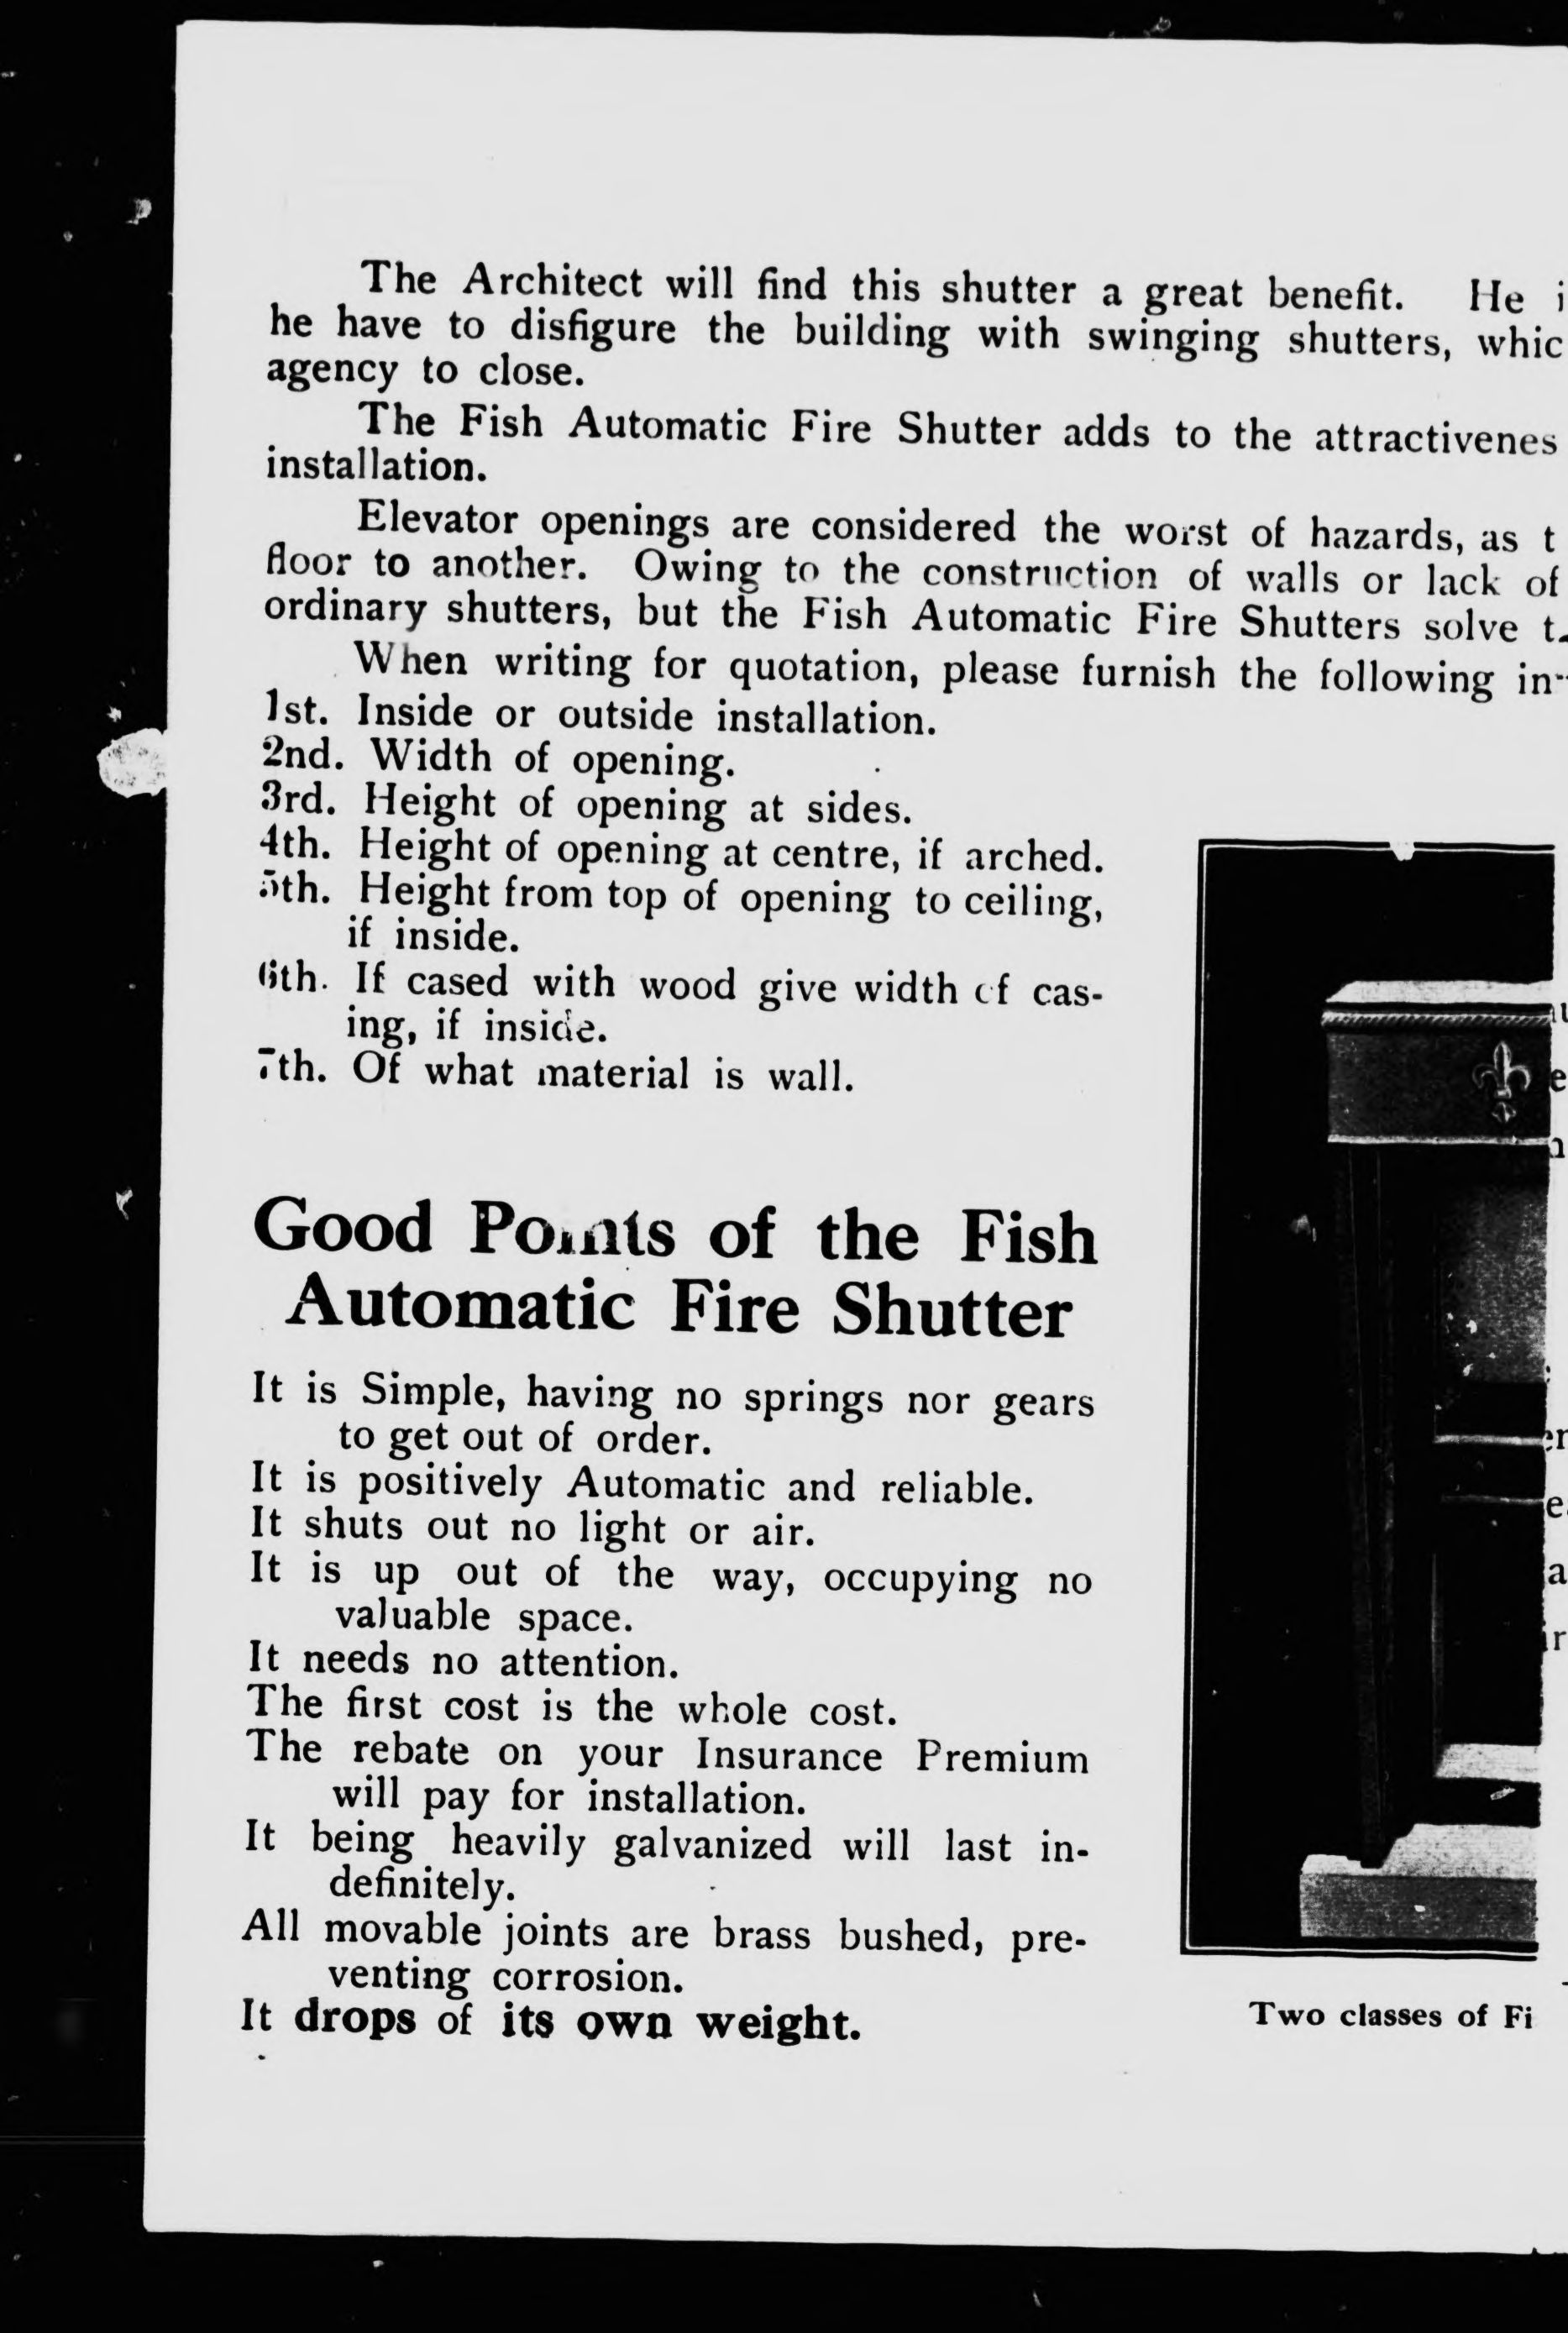 The Architect will find this shutter a great benefit. He i
he have to disfigure the building with swinging shutters, whic
agency to close.
The Fish Automatic Fire Shutter adds to the attractivenes
installation.
Elevator openings are considered the worst of hazards, as t
floor to another. Owing to the construction of walls or lack of
ordinary shutters, but the Fish Automatic Fire Shutters solve t
When writing for quotation, please furnish the following in
1st. Inside or outside installation.
2nd. Width of opening.
3rd. Height of opening at sides.
4th. Height of opening at centre, if arched.
5th. Height from top of opening to ceiling,
if inside.
6th. If cased with wood give width of cas-
ing, if inside.
7th. Of what material is wall.
Good Points of the Fish
Automatic Fire Shutter
It is Simple, having no springs nor gears
to get out of order.
It is positively Automatic and reliable.
It shuts out no light or air.
It is up out of the way, occupying no
valuable space.
It needs no attention.
The first cost is the whole cost.
The rebate on your Insurance Premium
will pay for installation.
It being heavily galvanized will last in-
definitely.
All movable joints are brass bushed, pre-
venting corrosion.
It drops of its own weight.
Two classes of Fi